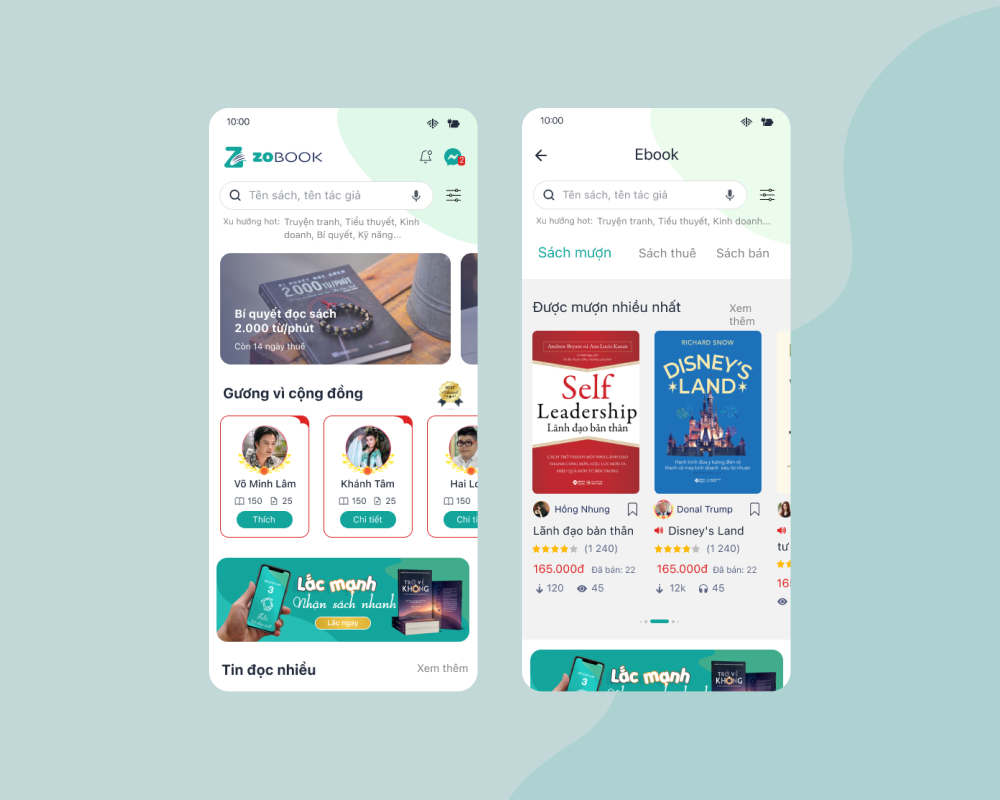 10:00
ZOBOOK
2
Tên sách, tên tác giả
Xu hướng hot: Truyện tranh, Tiểu thuyết, Kinh
doanh, Bí quyết, Kỹ năng...
2.000 TỪ/PHÚT
Bí quyết đọc sách
2.000 từ/phút
Còn 14 ngày thuê
Gương vì cộng đồng
Võ Minh Lâm
150 25
Thích
Khánh Tâm
150 25
Chi tiết
Hai Lo
150
Chi ti
3
Lắc mạnh
Nhận sách nhanh
Lắc ngay
TRỞ VỀ
KHÔNG
Tin đọc nhiều
Xem thêm
10:00
Ebook
Tên sách, tên tác giả
Xu hướng hot: Truyện tranh, Tiểu thuyết, Kinh doanh...
Sách mượn
Sách thuê
Sách bán
Được mượn nhiều nhất
Xem
thêm
Andrew Bryant và Ana Lucia Kazan
Self
Leadership
Lãnh đạo bản thân
Hồng Nhung
Lãnh đạo bản thân
(1 240)
165.000đ Đã bán: 22
120 45
RICHARD SNOW
DISNEY'S
LAND
Donal Trump
Disney's Land
(1 240)
165.000đ Đã bán: 22
12k 45
tư
165
3
Lắc mạnh
TRỞ VỀ
KHÔNG